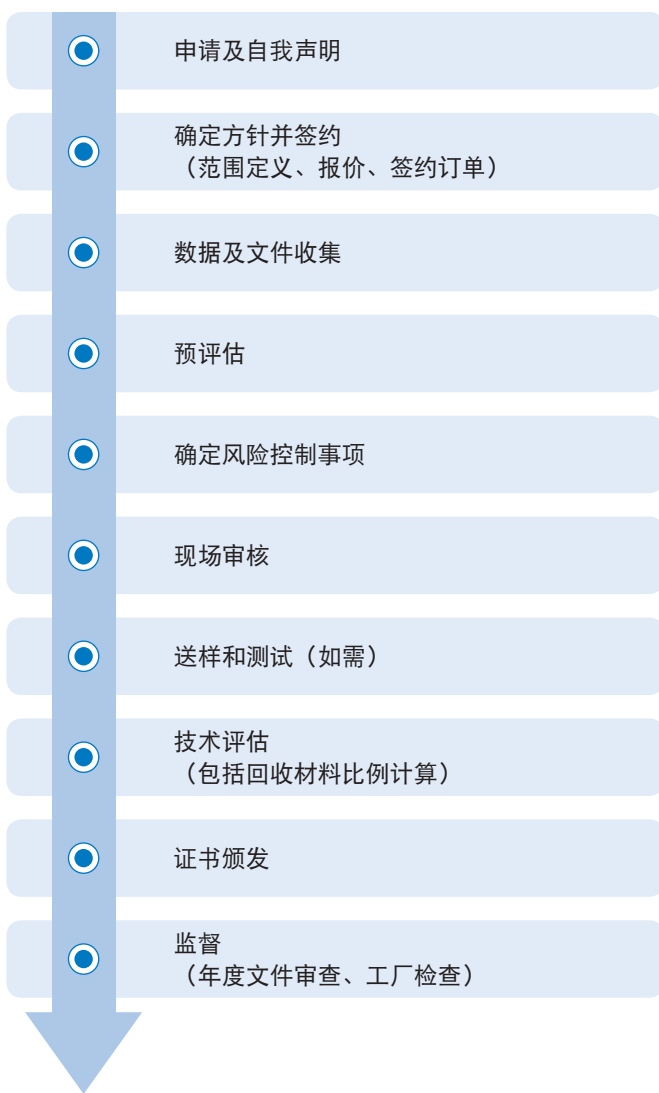 申请及自我声明
确定方针并签约
（范围定义、报价、签约订单）
数据及文件收集
预评估
确定风险控制事项
现场审核
送样和测试（如需）
技术评估
（包括回收材料比例计算）
证书颁发
监督
（年度文件审查、工厂检查）